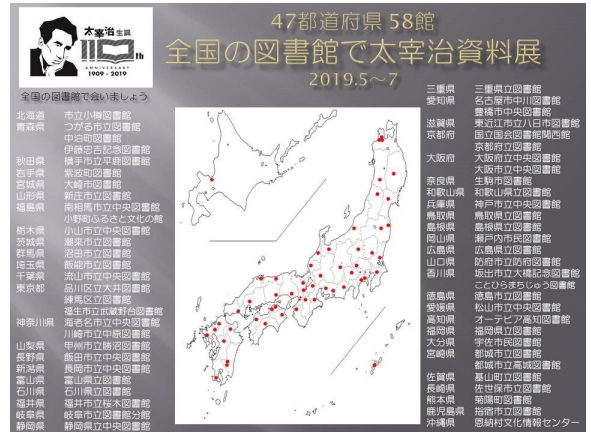 太宰治生誕
110th
ANNIVERSARY
1909 - 2019
全国の図書館で会いましょう
47都道府県 58館
全国の図書館で太宰治資料展
2019.5～7
北海道 市立小樽図書館
青森県 つがる市立図書館
中泊町図書館
伊藤忠吉記念図書館
秋田県 横手市立平鹿図書館
岩手県 紫波町図書館
宮城県 大崎市図書館
山形県 新庄市立図書館
福島県 南相馬市立中央図書館
小野町ふるさと文化の館
栃木県 小山市立中央図書館
茨城県 潮来市立図書館
群馬県 沼田市立図書館
埼玉県 飯能市立図書館
千葉県 流山市立中央図書館
東京都 品川区立大井図書館
練馬区立図書館
福生市立武蔵野台図書館
神奈川県 海老名市立中央図書館
川崎市立中原図書館
山梨県 甲州市立勝沼図書館
長野県 飯田市立中央図書館
新潟県 長岡市立中央図書館
富山県 富山県立図書館
石川県 石川県立図書館
福井県 福井市立桜木図書館
岐阜県 岐阜市立図書館分館
静岡県 静岡県立中央図書館
三重県 三重県立図書館
愛知県 名古屋市中川図書館
豊橋市中央図書館
滋賀県 東近江市立八日市図書館
京都府 国立国会図書館関西館
京都府立図書館
大阪府 大阪府立中央図書館
大阪市立中央図書館
奈良県 生駒市図書館
和歌山県 和歌山県立図書館
兵庫県 神戸市立中央図書館
鳥取県 鳥取県立図書館
島根県 島根県立図書館
岡山県 瀬戸内市民図書館
広島県 広島県立図書館
山口県 防府市立防府図書館
香川県 坂出市立大橋記念図書館
ことひらまちじゅう図書館
徳島県 徳島市立図書館
愛媛県 松山市立中央図書館
高知県 オーテピア高知図書館
福岡県 福岡県立図書館
大分県 宇佐市民図書館
宮崎県 都城市立図書館
都城市立高城図書館
佐賀県 基山町立図書館
長崎県 佐世保市立図書館
熊本県 菊陽町図書館
鹿児島県 指宿市立図書館
沖縄県 恩納村文化情報センター